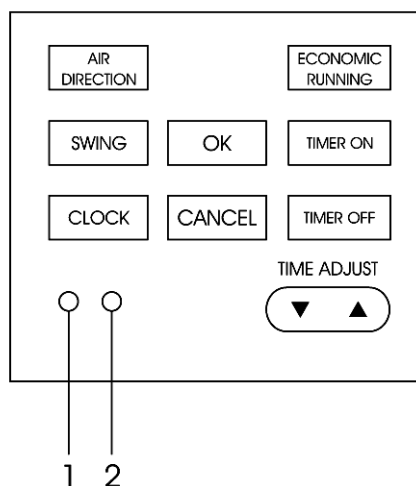 AIR
DIRECTION
ECONOMIC
RUNNING
SWING
OK
TIMER ON
CLOCK
CANCEL
TIMER OFF
TIME ADJUST
▼ ▲
1 2